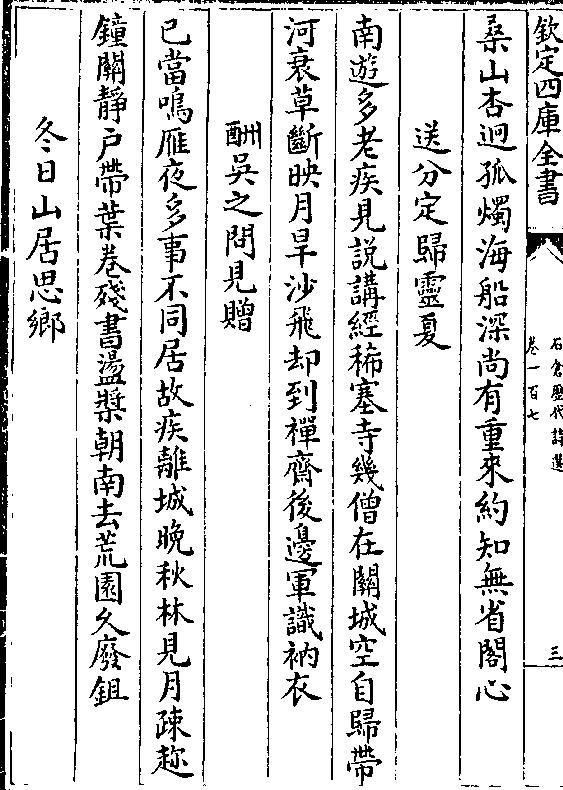 欽定四庫全書
石倉歷代詩選
卷一百七
三
桑山杏迥孤燭海船深尚有重來約知無省閣心
送分定歸靈夏
南遊多老疾見說講經稀塞寺幾僧在關城空自歸帶
河衰草斷映月旱沙飛却到禪齋後邊軍識衲衣
酬吳之問見贈
已當鳴雁夜多事不同居故疾離城晚秋林見月疎趂
鐘關靜戶帶葉卷殘書盪槳朝南去荒園久廢鉏
冬日山居思鄉